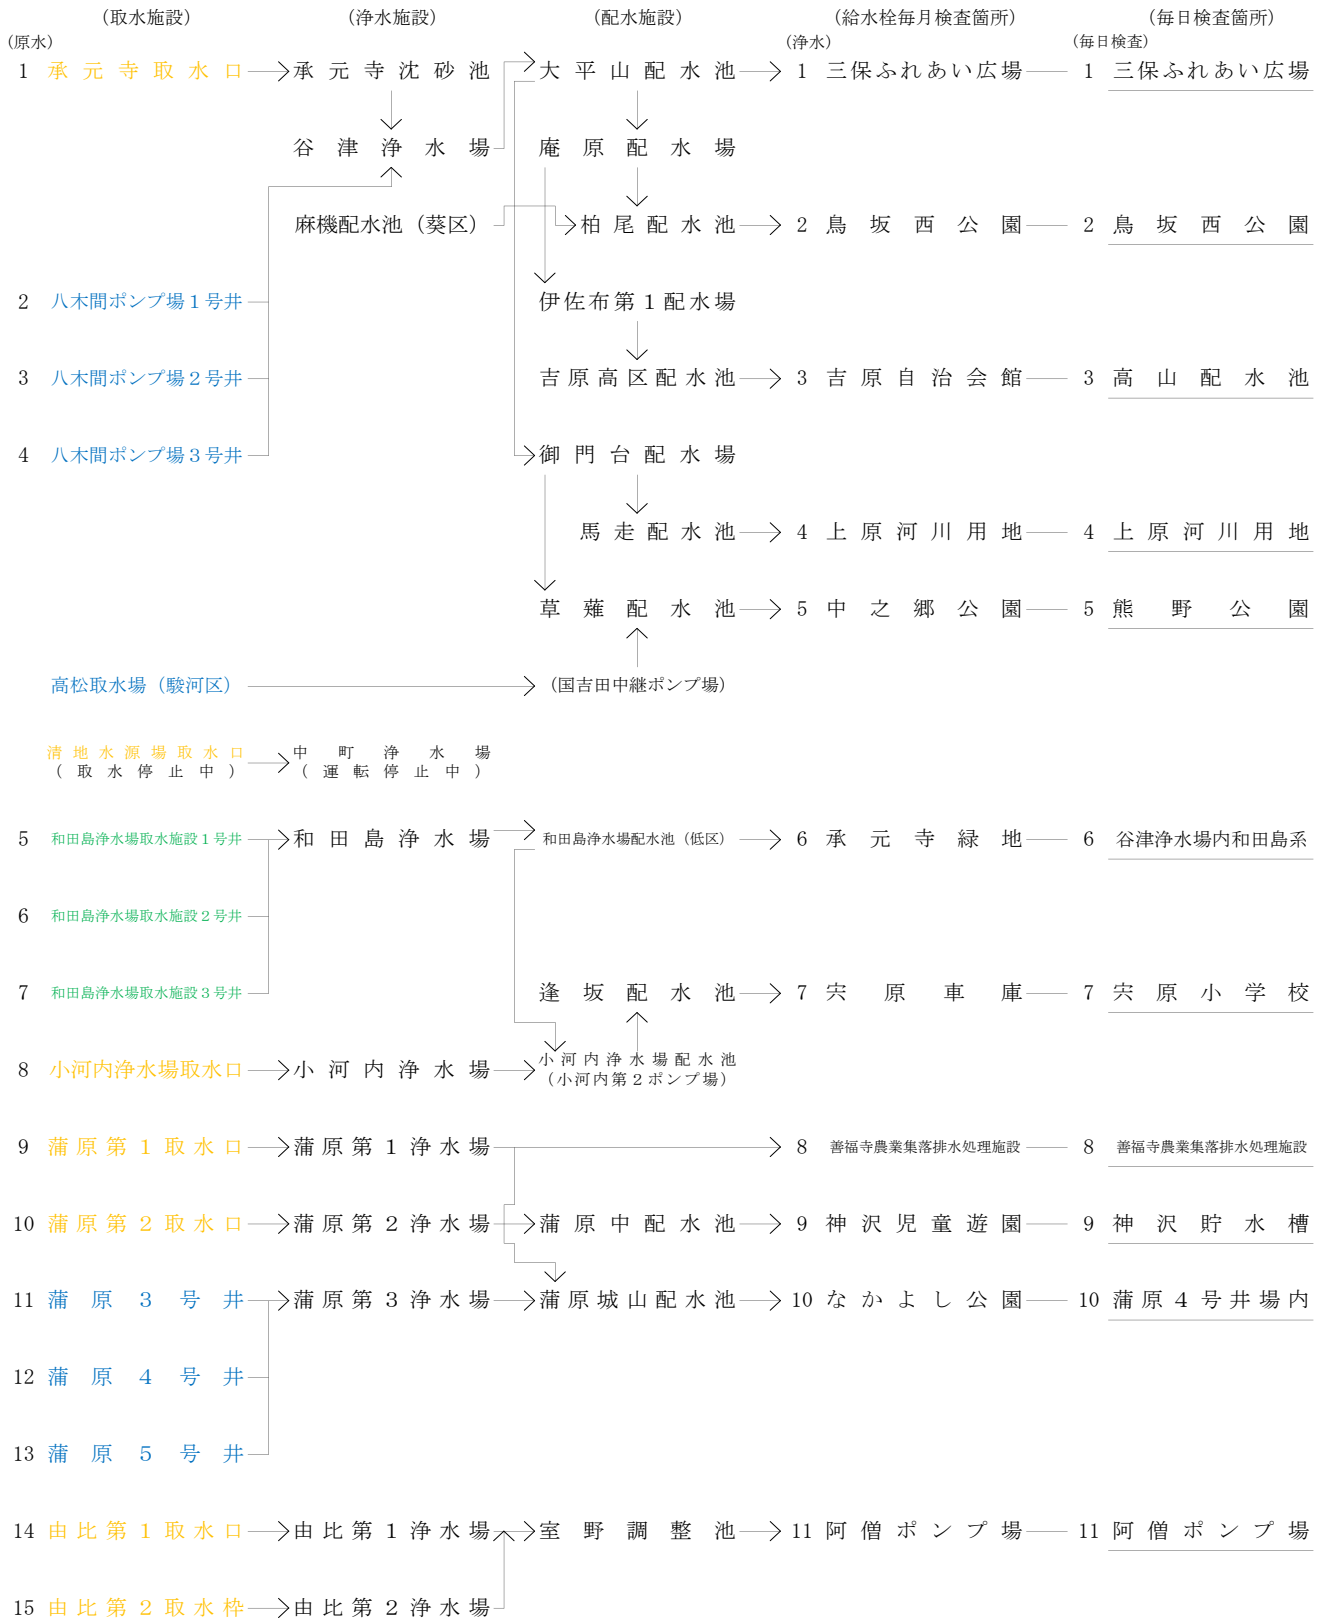 （取水施設） （浄水施設） （配水施設） （給水栓毎月検査箇所） （毎日検査箇所）
（原水） （浄水） （毎日検査）
1 承元寺取水口 承元寺沈砂池 大平山配水池 1 三保ふれあい広場 1 三保ふれあい広場
谷津浄水場 庵原配水場
麻機配水池（葵区） 柏尾配水池 2 鳥坂西公園 2 鳥坂西公園
2 八木間ポンプ場１号井 伊佐布第１配水場
3 八木間ポンプ場２号井 吉原高区配水池 3 吉原自治会館 3 高山配水池
4 八木間ポンプ場３号井 御門台配水場
馬走配水池 4 上原河川用地 4 上原河川用地
草薙配水池 5 中之郷公園 5 熊野公園
高松取水場（駿河区） （国吉田中継ポンプ場）
清地水源場取水口 中町浄水場
（取水停止中） （運転停止中）
5 和田島浄水場取水施設１号井 和田島浄水場 和田島浄水場配水池（低区） 6 承元寺緑地 6 谷津浄水場内和田島系
6 和田島浄水場取水施設２号井
7 和田島浄水場取水施設３号井 逢坂配水池 7 宍原車庫 7 宍原小学校
8 小河内浄水場取水口 小河内浄水場 小河内浄水場配水池
（小河内第２ポンプ場）
9 蒲原第１取水口 蒲原第１浄水場 8 善福寺農業集落排水処理施設 8 善福寺農業集落排水処理施設
10 蒲原第２取水口 蒲原第２浄水場 蒲原中配水池 9 神沢児童遊園 9 神沢貯水槽
11 蒲原３号井 蒲原第３浄水場 蒲原城山配水池 10 なかよし公園 10 蒲原４号井場内
12 蒲原４号井
13 蒲原５号井
14 由比第１取水口 由比第１浄水場 室野調整池 11 阿僧ポンプ場 11 阿僧ポンプ場
15 由比第２取水枠 由比第２浄水場